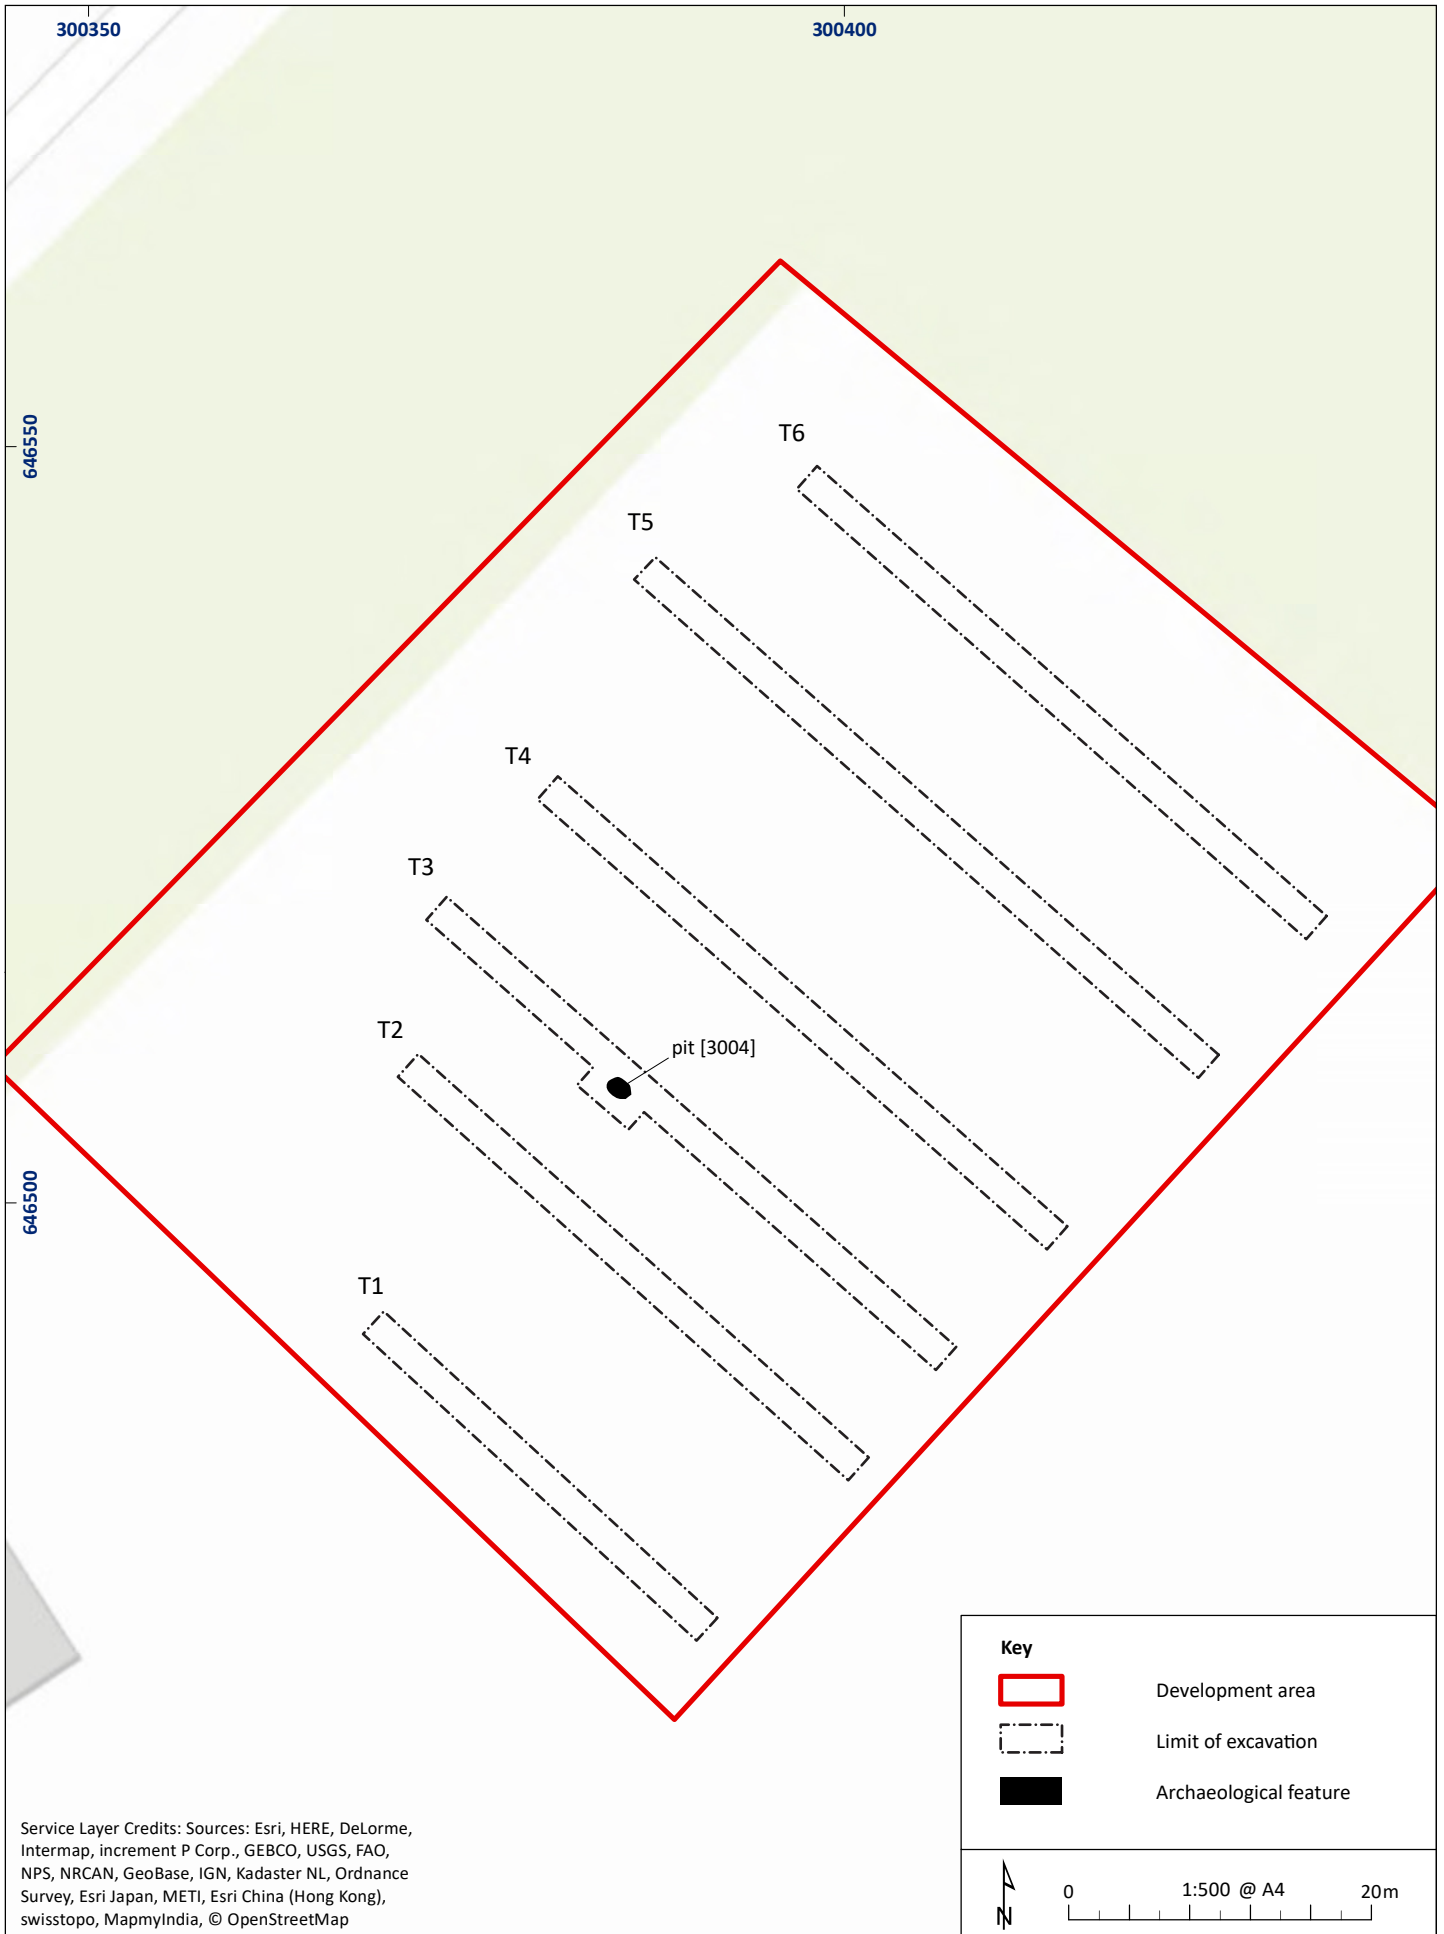 300350
300400
646550
T6
T5
T4
T3
T2
pit [3004]
646500
T1
Key
Development area
Limit of excavation
Archaeological feature
Service Layer Credits: Sources: Esri, HERE, DeLorme,
Intermap, increment P Corp., GEBCO, USGS, FAO,
NPS, NRCAN, GeoBase, IGN, Kadaster NL, Ordnance
Survey, Esri Japan, METI, Esri China (Hong Kong),
swisstopo, MapmyIndia, © OpenStreetMap
N
0 1:500 @ A4 20m